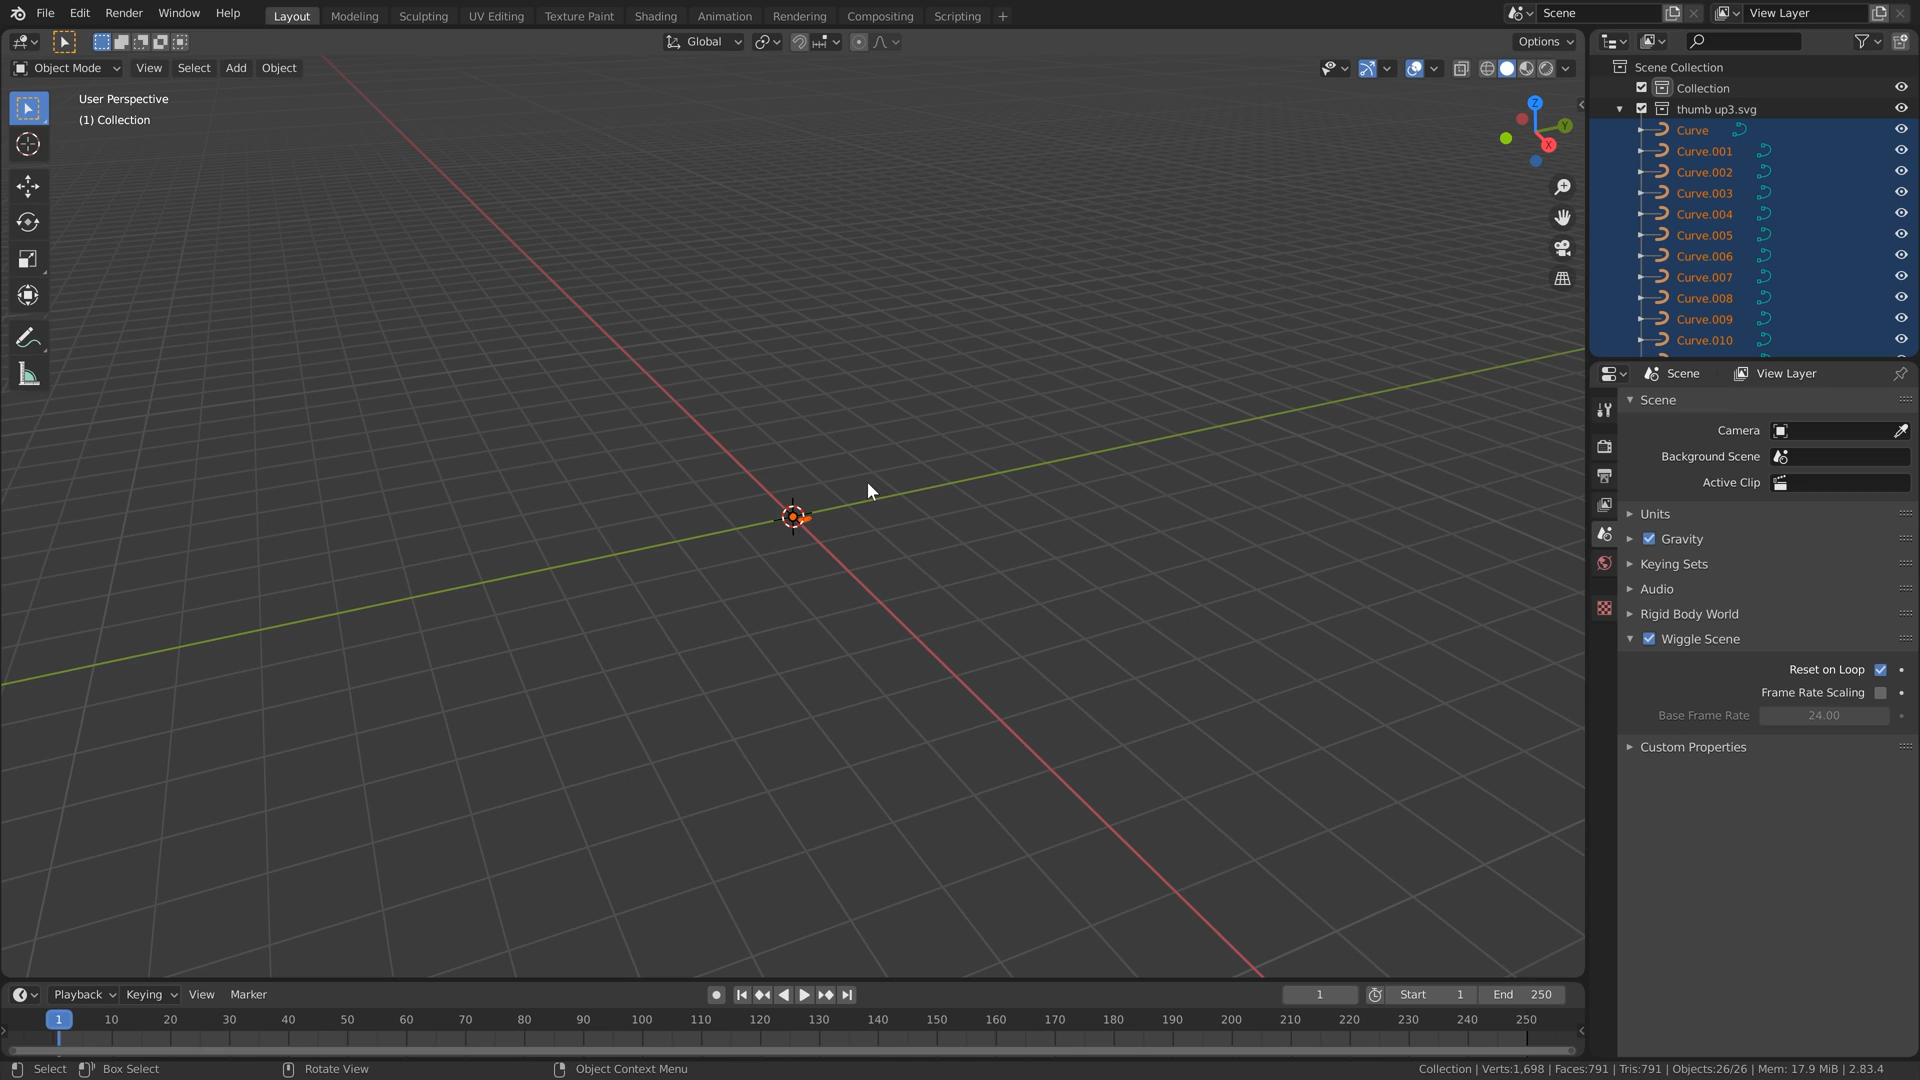 File Edit Render Window Help
Layout Modeling Sculpting UV Editing Texture Paint Shading Animation Rendering Compositing Scripting +
Scene
View Layer
Global
Options
Object Mode View Select Add Object
User Perspective
(1) Collection
Z
Y
X
Scene Collection
Collection
thumb up3.svg
Curve
Curve.001
Curve.002
Curve.003
Curve.004
Curve.005
Curve.006
Curve.007
Curve.008
Curve.009
Curve.010
Scene View Layer
Scene
Camera
Background Scene
Active Clip
Units
Gravity
Keying Sets
Audio
Rigid Body World
Wiggle Scene
Reset on Loop
Frame Rate Scaling
Base Frame Rate 24.00
Custom Properties
Playback Keying View Marker
1 Start 1 End 250
1 10 20 30 40 50 60 70 80 90 100 110 120 130 140 150 160 170 180 190 200 210 220 230 240 250
Select Box Select Rotate View Object Context Menu
Collection | Verts:1,698 | Faces:791 | Tris:791 | Objects:26/26 | Mem: 17.9 MiB | 2.83.4